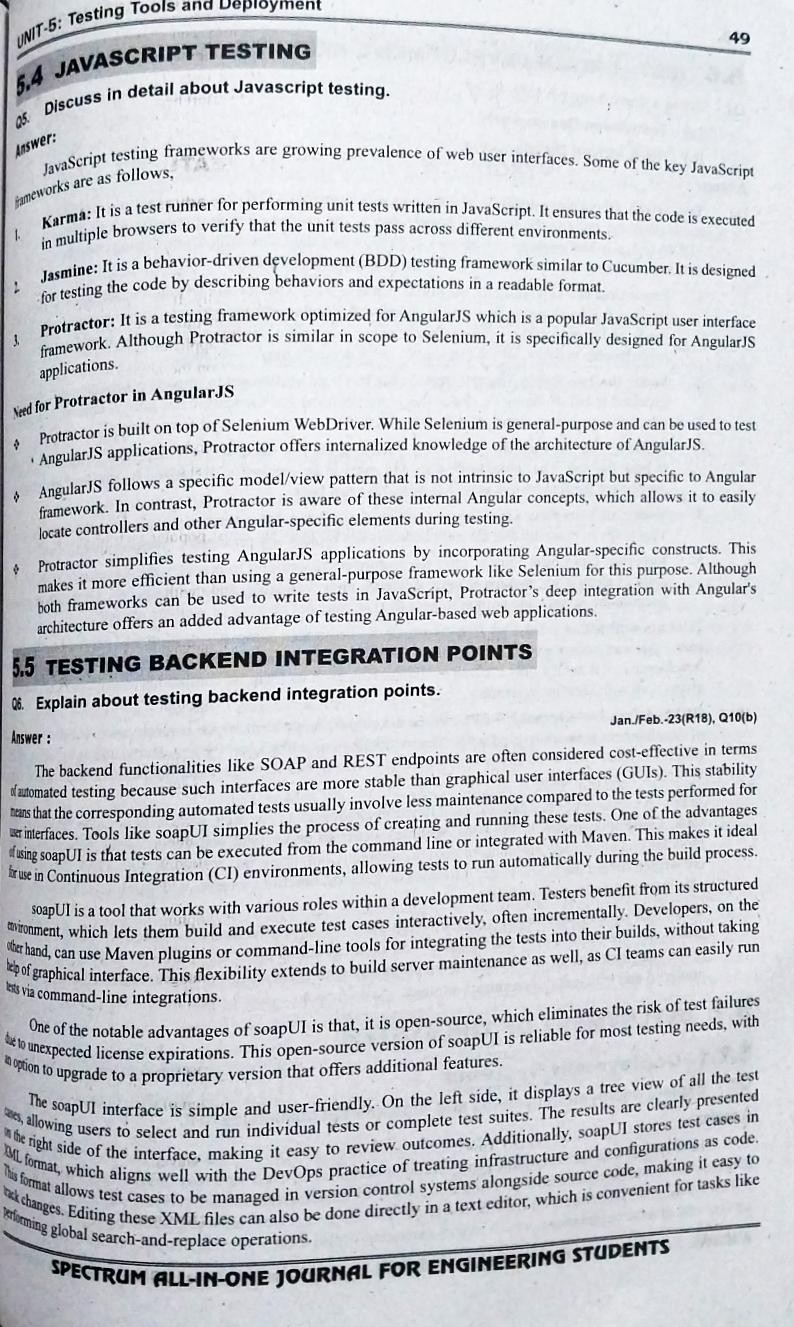 UNIT-5: Testing Tools and Deployment
49
5.4 JAVASCRIPT TESTING
Q5. Discuss in detail about Javascript testing.
Answer:
JavaScript testing frameworks are growing prevalence of web user interfaces. Some of the key JavaScript
frameworks are as follows,
1. Karma: It is a test runner for performing unit tests written in JavaScript. It ensures that the code is executed
in multiple browsers to verify that the unit tests pass across different environments.
2. Jasmine: It is a behavior-driven development (BDD) testing framework similar to Cucumber. It is designed
for testing the code by describing behaviors and expectations in a readable format.
3. Protractor: It is a testing framework optimized for AngularJS which is a popular JavaScript user interface
framework. Although Protractor is similar in scope to Selenium, it is specifically designed for AngularJS
applications.
Need for Protractor in AngularJS
❖ Protractor is built on top of Selenium WebDriver. While Selenium is general-purpose and can be used to test
AngularJS applications, Protractor offers internalized knowledge of the architecture of AngularJS.
❖ AngularJS follows a specific model/view pattern that is not intrinsic to JavaScript but specific to Angular
framework. In contrast, Protractor is aware of these internal Angular concepts, which allows it to easily
locate controllers and other Angular-specific elements during testing.
❖ Protractor simplifies testing AngularJS applications by incorporating Angular-specific constructs. This
makes it more efficient than using a general-purpose framework like Selenium for this purpose. Although
both frameworks can be used to write tests in JavaScript, Protractor's deep integration with Angular's
architecture offers an added advantage of testing Angular-based web applications.
5.5 TESTING BACKEND INTEGRATION POINTS
Q6. Explain about testing backend integration points.
Jan./Feb.-23(R18), Q10(b)
Answer :
The backend functionalities like SOAP and REST endpoints are often considered cost-effective in terms
of automated testing because such interfaces are more stable than graphical user interfaces (GUIs). This stability
means that the corresponding automated tests usually involve less maintenance compared to the tests performed for
user interfaces. Tools like soapUI simplies the process of creating and running these tests. One of the advantages
of using soapUI is that tests can be executed from the command line or integrated with Maven. This makes it ideal
for use in Continuous Integration (CI) environments, allowing tests to run automatically during the build process.
soapUI is a tool that works with various roles within a development team. Testers benefit from its structured
environment, which lets them build and execute test cases interactively, often incrementally. Developers, on the
other hand, can use Maven plugins or command-line tools for integrating the tests into their builds, without taking
help of graphical interface. This flexibility extends to build server maintenance as well, as CI teams can easily run
tests via command-line integrations.
One of the notable advantages of soapUI is that, it is open-source, which eliminates the risk of test failures
due to unexpected license expirations. This open-source version of soapUI is reliable for most testing needs, with
an option to upgrade to a proprietary version that offers additional features.
The soapUI interface is simple and user-friendly. On the left side, it displays a tree view of all the test
cases, allowing users to select and run individual tests or complete test suites. The results are clearly presented
on the right side of the interface, making it easy to review outcomes. Additionally, soapUI stores test cases in
XML format, which aligns well with the DevOps practice of treating infrastructure and configurations as code.
This format allows test cases to be managed in version control systems alongside source code, making it easy to
track changes. Editing these XML files can also be done directly in a text editor, which is convenient for tasks like
performing global search-and-replace operations.
SPECTRUM ALL-IN-ONE JOURNAL FOR ENGINEERING STUDENTS